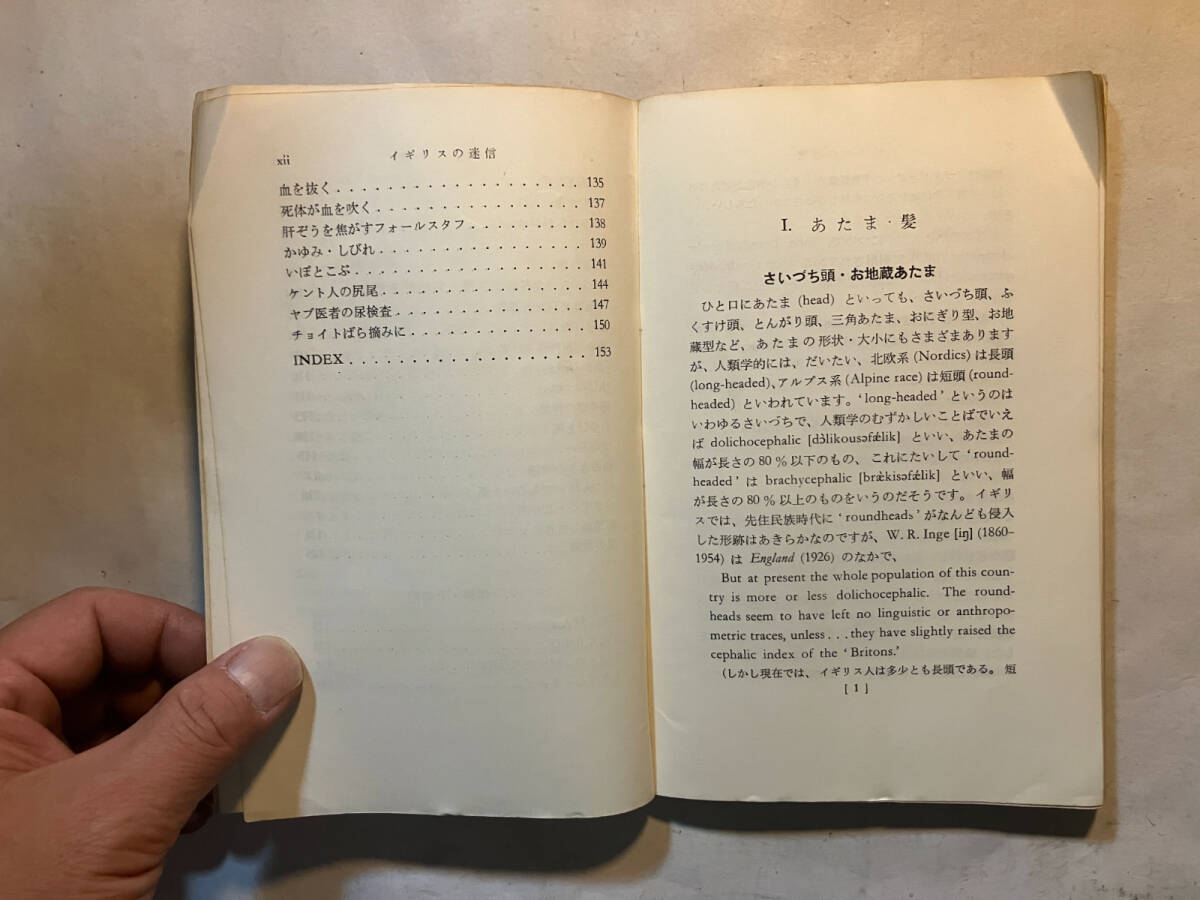 xii イギリスの迷信
血を抜く . . . . . . . . . . . . . . . . . . . 135
死体が血を吹く . . . . . . . . . . . . . . . . 137
肝ぞうを焦がすフォールスタフ . . . . . . . . . 138
かゆみ・しびれ . . . . . . . . . . . . . . . . 139
いぼとこぶ . . . . . . . . . . . . . . . . . . 141
ケント人の尻尾 . . . . . . . . . . . . . . . . 144
ヤブ医者の尿検査 . . . . . . . . . . . . . . . 147
チョイトばら摘みに . . . . . . . . . . . . . . 150
INDEX . . . . . . . . . . . . . . . . . . . 153
I. あたま・髪
さいづち頭・お地蔵あたま
ひと口にあたま (head) といっても、さいづち頭、ふ
くすけ頭、とんがり頭、三角あたま、おにぎり型、お地
蔵型など、あたまの形状・大小にもさまざまあります
が、人類学的には、だいたい、北欧系 (Nordics) は長頭
(long-headed)、アルプス系 (Alpine race) は短頭 (round-
headed) といわれています。‘long-headed’ というのは
いわゆるさいづちで、人類学のむずかしいことばでいえ
ば dolichocephalic [dɔ̀likousəfǽlik] といい、あたまの
幅が長さの 80 % 以下のもの、これにたいして ‘round-
headed’ は brachycephalic [bræ̀kisəfǽlik] といい、幅
が長さの 80 % 以上のものをいうのだそうです。イギリ
スでは、先住民族時代に ‘roundheads’ がなんども侵入
した形跡はあきらかなのですが、W. R. Inge [iŋ] (1860–
1954) は England (1926) のなかで、
But at present the whole population of this coun-
try is more or less dolichocephalic. The round-
heads seem to have left no linguistic or anthropo-
metric traces, unless . . . they have slightly raised the
cephalic index of the ‘Britons.’
(しかし現在では、イギリス人は多少とも長頭である。短
[ 1 ]